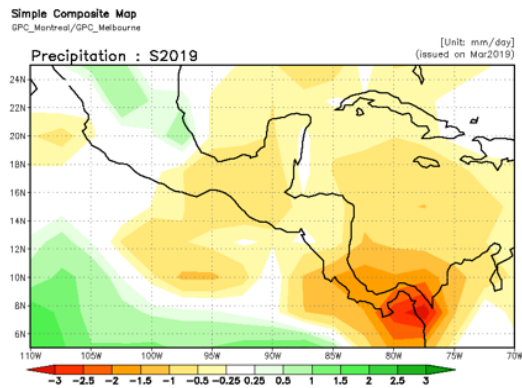 Simple Composite Map
GPC_Montreal/GPC_Melbourne
[Unit: mm/day]
Precipitation : S2019
(issued on Mar2019)
24N
22N
20N
18N
16N
14N
12N
10N
8N
6N
110W 105W 100W 95W 90W 85W 80W 75W 70W
-3 -2.5 -2 -1.5 -1 -0.5 -0.25 0.25 0.5 1 1.5 2 2.5 3